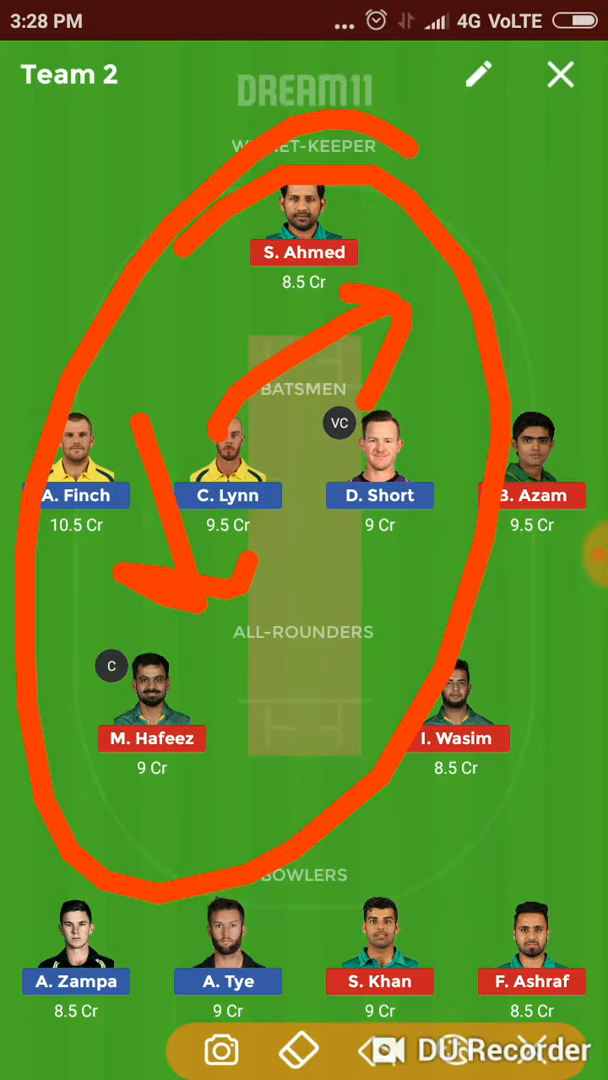 3:28 PM
... 4G VoLTE
Team 2
DREAM11
WICKET-KEEPER
S. Ahmed
8.5 Cr
BATSMEN
VC
A. Finch C. Lynn D. Short B. Azam
10.5 Cr 9.5 Cr 9 Cr 9.5 Cr
ALL-ROUNDERS
C
M. Hafeez I. Wasim
9 Cr 8.5 Cr
BOWLERS
A. Zampa A. Tye S. Khan F. Ashraf
8.5 Cr 9 Cr 9 Cr 8.5 Cr
DU Recorder